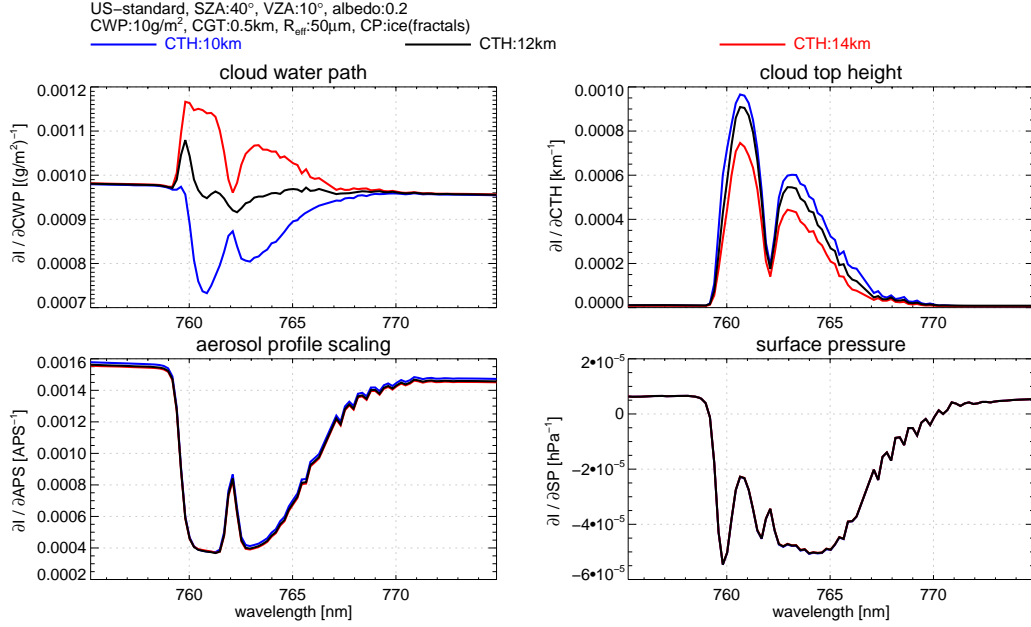 US-standard, SZA:40°, VZA:10°, albedo:0.2
CWP:10g/m², CGT:0.5km, R_eff:50μm, CP:ice(fractals)
CTH:10km CTH:12km CTH:14km
cloud water path
0.0012
0.0011
0.0010
0.0009
0.0008
0.0007
∂I / ∂CWP [(g/m²)⁻¹]
760 765 770
cloud top height
0.0010
0.0008
0.0006
0.0004
0.0002
0.0000
∂I / ∂CTH [km⁻¹]
760 765 770
aerosol profile scaling
0.0016
0.0014
0.0012
0.0010
0.0008
0.0006
0.0004
0.0002
∂I / ∂APS [APS⁻¹]
760 765 770
wavelength [nm]
surface pressure
2•10⁻⁵
0
−2•10⁻⁵
−4•10⁻⁵
−6•10⁻⁵
∂I / ∂SP [hPa⁻¹]
760 765 770
wavelength [nm]